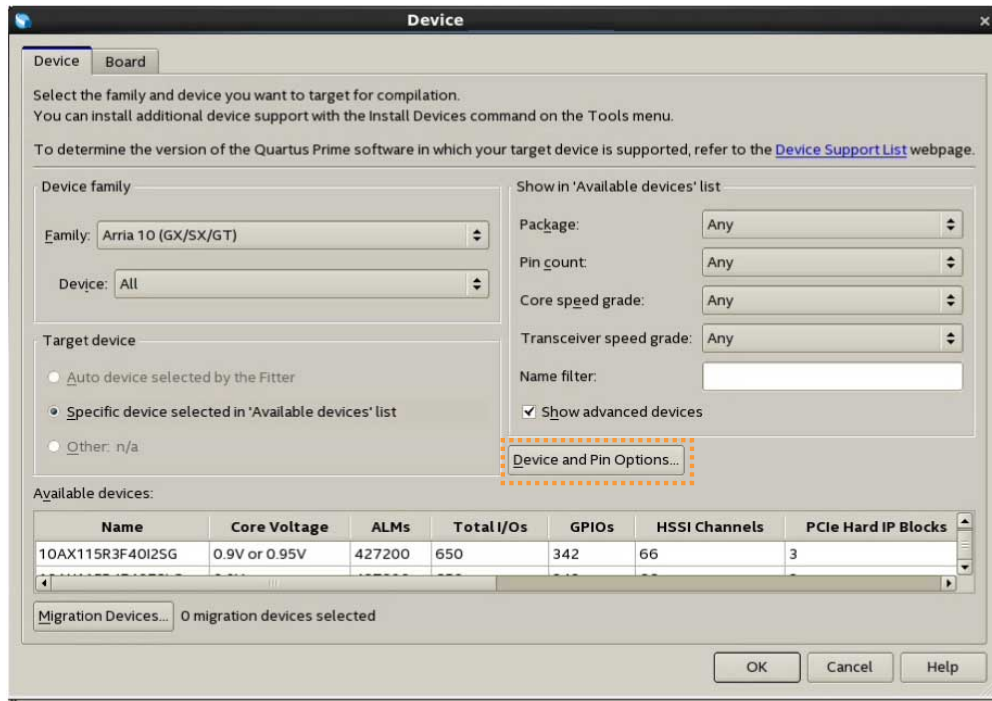 Device
Device
Board
Select the family and device you want to target for compilation.
You can install additional device support with the Install Devices command on the Tools menu.
To determine the version of the Quartus Prime software in which your target device is supported, refer to the Device Support List webpage.
Device family
Family: Arria 10 (GX/SX/GT)
Device: All
Show in 'Available devices' list
Package: Any
Pin count: Any
Core speed grade: Any
Transceiver speed grade: Any
Name filter:
Show advanced devices
Target device
Auto device selected by the Fitter
Specific device selected in 'Available devices' list
Other: n/a
Device and Pin Options...
Available devices:
Name Core Voltage ALMs Total I/Os GPIOs HSSI Channels PCIe Hard IP Blocks
10AX115R3F40I2SG 0.9V or 0.95V 427200 650 342 66 3
Migration Devices... 0 migration devices selected
OK Cancel Help